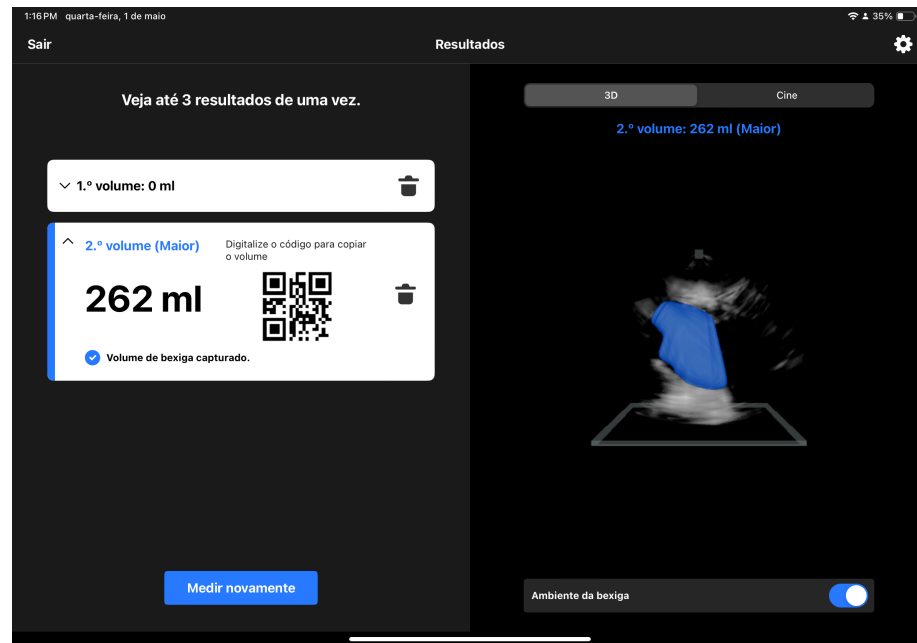 1:16 PM quarta-feira, 1 de maio
35%
Sair
Resultados
Veja até 3 resultados de uma vez.
1.º volume: 0 ml
2.º volume (Maior)
Digitalize o código para copiar
o volume
262 ml
Volume de bexiga capturado.
Medir novamente
3D
Cine
2.º volume: 262 ml (Maior)
Ambiente da bexiga